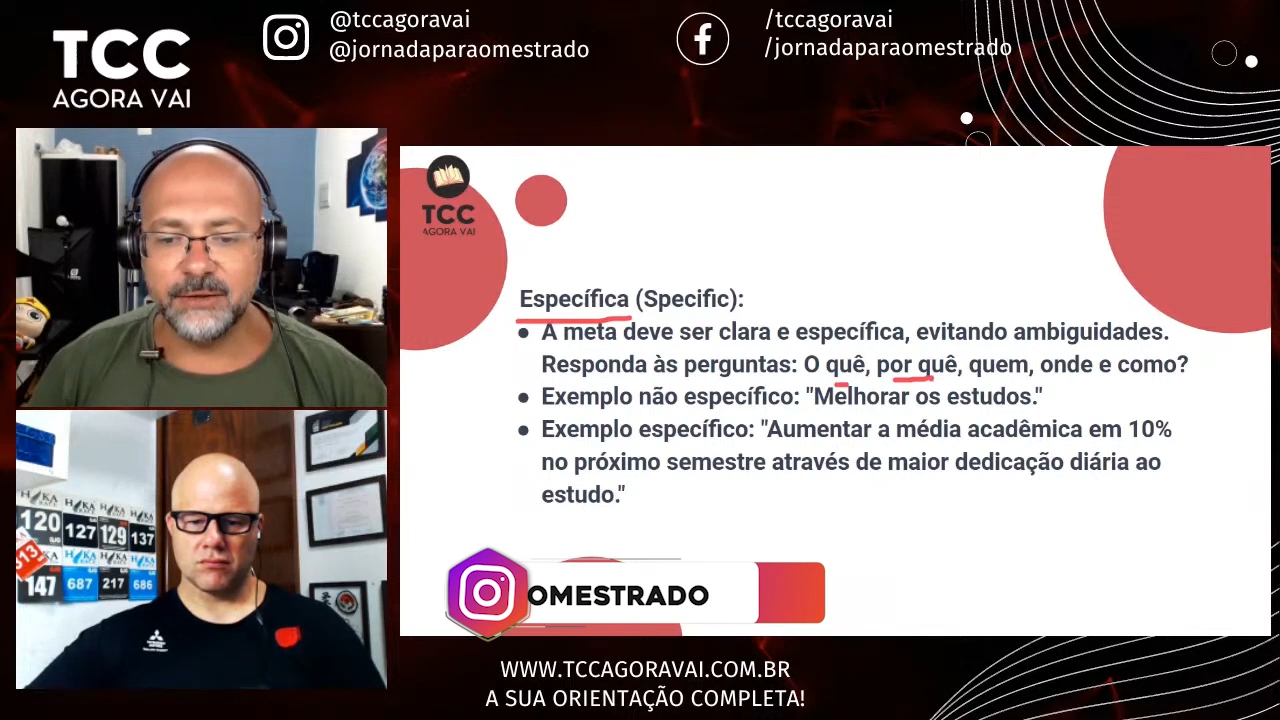 TCC
AGORA VAI
@tccagoravai
@jornadaparaomestrado
/tccagoravai
/jornadaparaomestrado
TCC
AGORA VAI
Específica (Specific):
● A meta deve ser clara e específica, evitando ambiguidades.
Responda às perguntas: O quê, por quê, quem, onde e como?
● Exemplo não específico: "Melhorar os estudos."
● Exemplo específico: "Aumentar a média acadêmica em 10%
no próximo semestre através de maior dedicação diária ao
estudo."
OMESTRADO
120
127
129
137
313
147
687
217
686
WWW.TCCAGORAVAI.COM.BR
A SUA ORIENTAÇÃO COMPLETA!